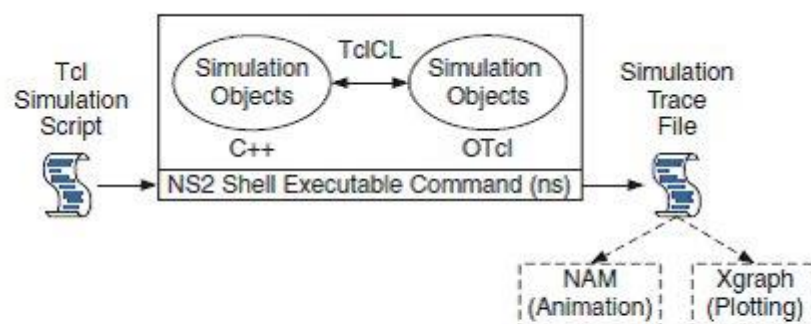 Tcl
Simulation
Script
TclCL
Simulation
Objects
C++
Simulation
Objects
OTcl
NS2 Shell Executable Command (ns)
Simulation
Trace
File
NAM
(Animation)
Xgraph
(Plotting)